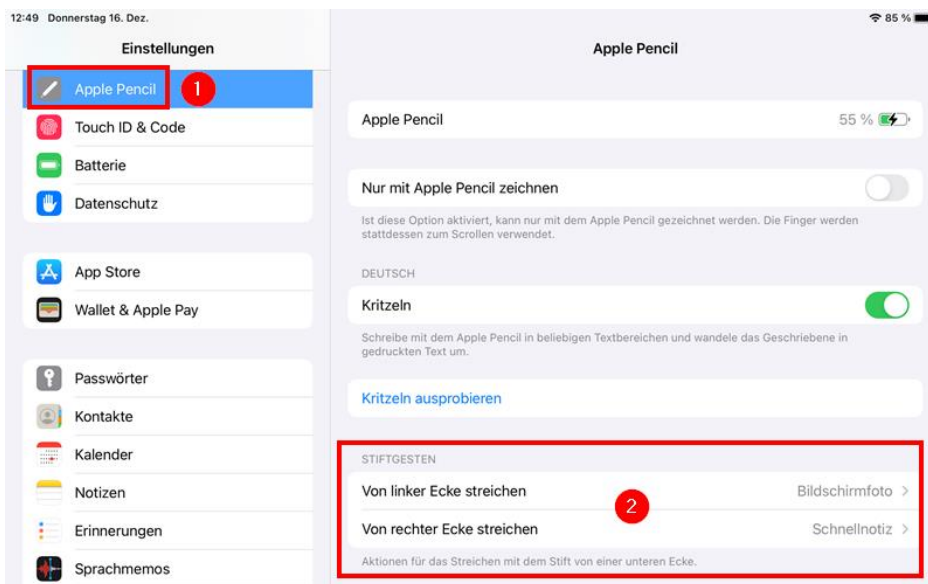 12:49 Donnerstag 16. Dez.
85 %
Einstellungen
Apple Pencil
1
Touch ID & Code
Batterie
Datenschutz
App Store
Wallet & Apple Pay
Passwörter
Kontakte
Kalender
Notizen
Erinnerungen
Sprachmemos
Apple Pencil
Apple Pencil 55 %
Nur mit Apple Pencil zeichnen
Ist diese Option aktiviert, kann nur mit dem Apple Pencil gezeichnet werden. Die Finger werden
stattdessen zum Scrollen verwendet.
DEUTSCH
Kritzeln
Schreibe mit dem Apple Pencil in beliebigen Textbereichen und wandele das Geschriebene in
gedruckten Text um.
Kritzeln ausprobieren
STIFTGESTEN
Von linker Ecke streichen Bildschirmfoto
2
Von rechter Ecke streichen Schnellnotiz
Aktionen für das Streichen mit dem Stift von einer unteren Ecke.